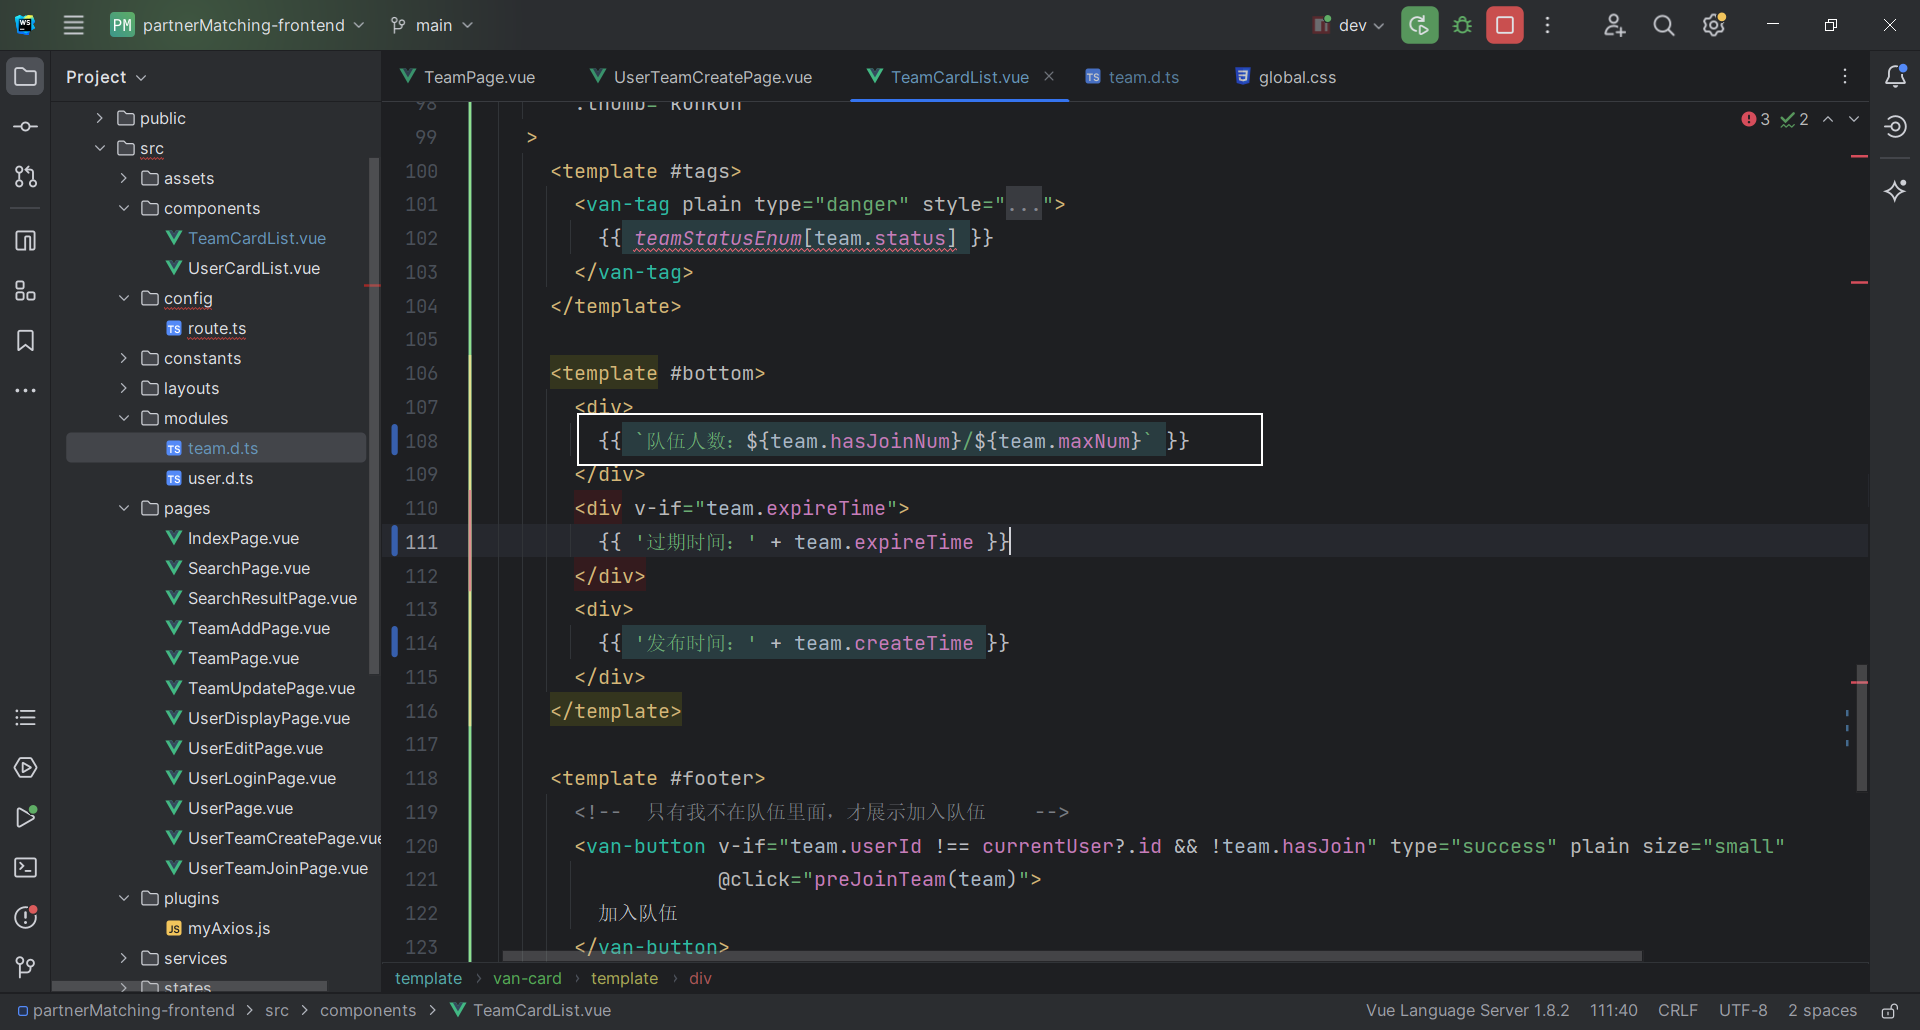 PM partnerMatching-frontend main dev
Project TeamPage.vue UserTeamCreatePage.vue TeamCardList.vue TS team.d.ts global.css
public
src
assets
components
TeamCardList.vue
UserCardList.vue
config
TS route.ts
constants
layouts
modules
TS team.d.ts
TS user.d.ts
pages
IndexPage.vue
SearchPage.vue
SearchResultPage.vue
TeamAddPage.vue
TeamPage.vue
TeamUpdatePage.vue
UserDisplayPage.vue
UserEditPage.vue
UserLoginPage.vue
UserPage.vue
UserTeamCreatePage.vue
UserTeamJoinPage.vue
plugins
JS myAxios.js
services
states
3 2
98 :thumb="kunkun"
99 >
100 <template #tags>
101 <van-tag plain type="danger" style="...">
102 {{ teamStatusEnum[team.status] }}
103 </van-tag>
104 </template>
105
106 <template #bottom>
107 <div>
108 {{ `队伍人数：${team.hasJoinNum}/${team.maxNum}` }}
109 </div>
110 <div v-if="team.expireTime">
111 {{ '过期时间：' + team.expireTime }}
112 </div>
113 <div>
114 {{ '发布时间：' + team.createTime }}
115 </div>
116 </template>
117
118 <template #footer>
119 <!-- 只有我不在队伍里面，才展示加入队伍 -->
120 <van-button v-if="team.userId !== currentUser?.id && !team.hasJoin" type="success" plain size="small"
121 @click="preJoinTeam(team)">
122 加入队伍
123 </van-button>
template > van-card > template > div
partnerMatching-frontend > src > components > TeamCardList.vue Vue Language Server 1.8.2 111:40 CRLF UTF-8 2 spaces